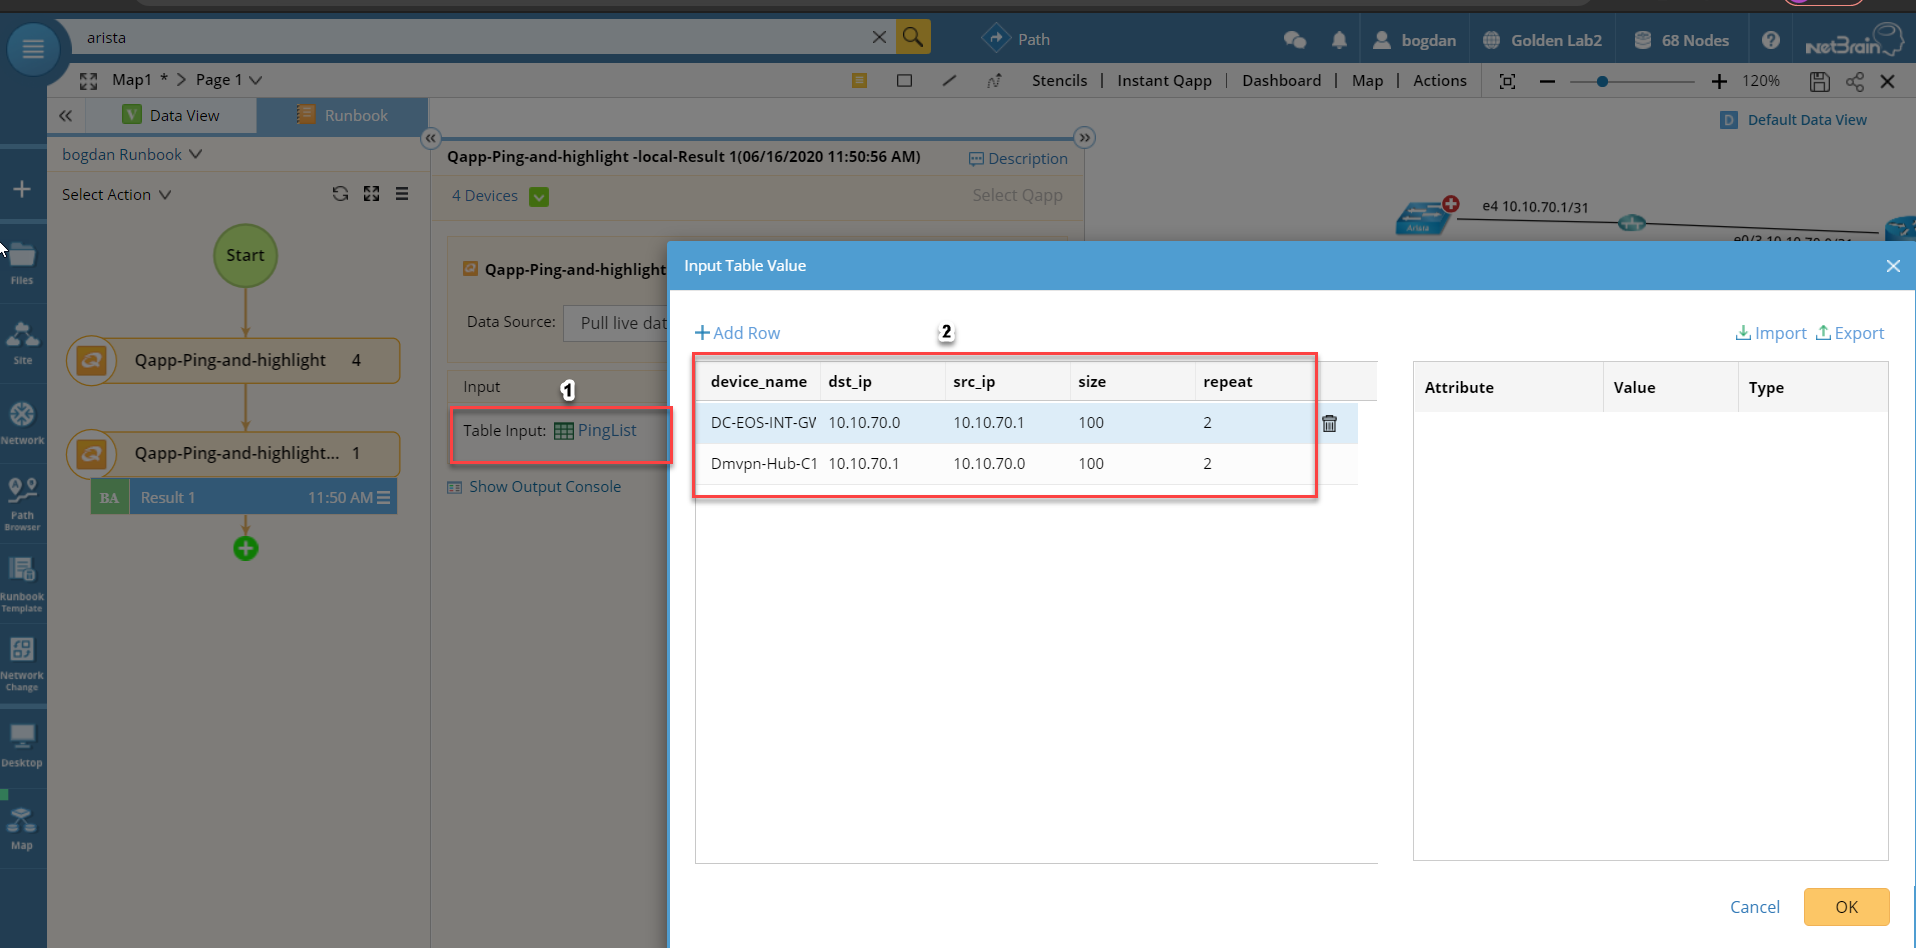 arista
Path
bogdan
Golden Lab2
68 Nodes
NetBrain
Map1 * > Page 1
Stencils | Instant Qapp | Dashboard | Map | Actions
120%
Data View
Runbook
Default Data View
bogdan Runbook
Select Action
Start
Qapp-Ping-and-highlight 4
Qapp-Ping-and-highlight... 1
BA Result 1 11:50 AM
Files
Site
Network
Path
Browser
Runbook
Template
Network
Change
Desktop
Map
Qapp-Ping-and-highlight -local-Result 1(06/16/2020 11:50:56 AM)
Description
4 Devices
Select Qapp
Qapp-Ping-and-highlight
Data Source: Pull live dat
Input
1
Table Input: PingList
Show Output Console
e4 10.10.70.1/31
Arista
Input Table Value
+ Add Row
2
Import Export
device_name dst_ip src_ip size repeat
DC-EOS-INT-GW 10.10.70.0 10.10.70.1 100 2
Dmvpn-Hub-C1 10.10.70.1 10.10.70.0 100 2
Attribute Value Type
Cancel
OK